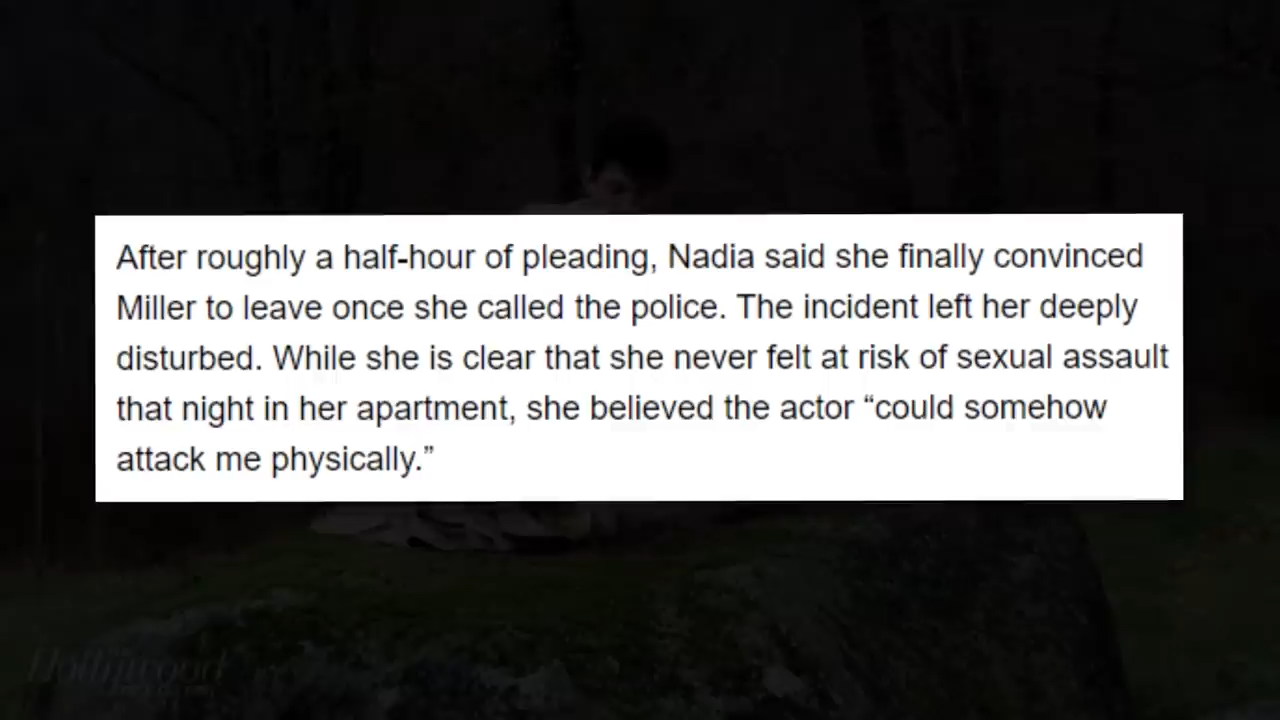 After roughly a half-hour of pleading, Nadia said she finally convinced
Miller to leave once she called the police. The incident left her deeply
disturbed. While she is clear that she never felt at risk of sexual assault
that night in her apartment, she believed the actor “could somehow
attack me physically.”
Hollywood